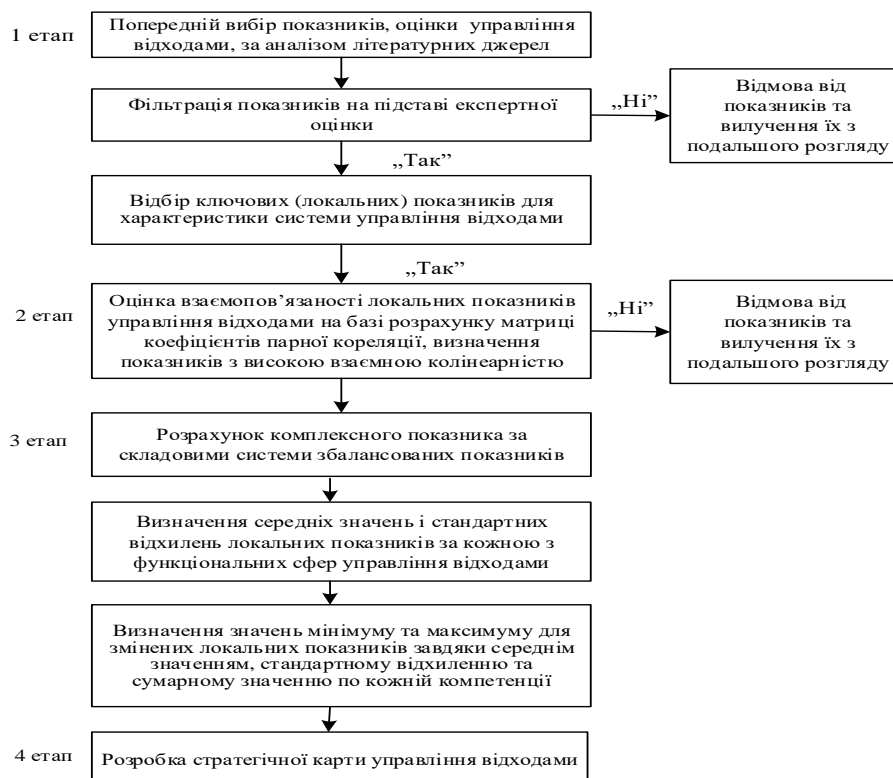 1 етап
Попередній вибір показників, оцінки управління
відходами, за аналізом літературних джерел
Фільтрація показників на підставі експертної
оцінки
„Ні”
Відмова від
показників та
вилучення їх з
подальшого розгляду
„Так”
Відбір ключових (локальних) показників для
характеристики системи управління відходами
„Так”
2 етап
Оцінка взаємопов’язаності локальних показників
управління відходами на базі розрахунку матриці
коефіцієнтів парної кореляції, визначення
показників з високою взаємною колінеарністю
„Ні”
Відмова від
показників та
вилучення їх з
подальшого розгляду
3 етап
Розрахунок комплексного показника за
складовими системи збалансованих показників
Визначення середніх значень і стандартних
відхилень локальних показників за кожною з
функціональних сфер управління відходами
Визначення значень мінімуму та максимуму для
змінених локальних показників завдяки середнім
значенням, стандартному відхиленню та
сумарному значенню по кожній компетенції
4 етап
Розробка стратегічної карти управління відходами